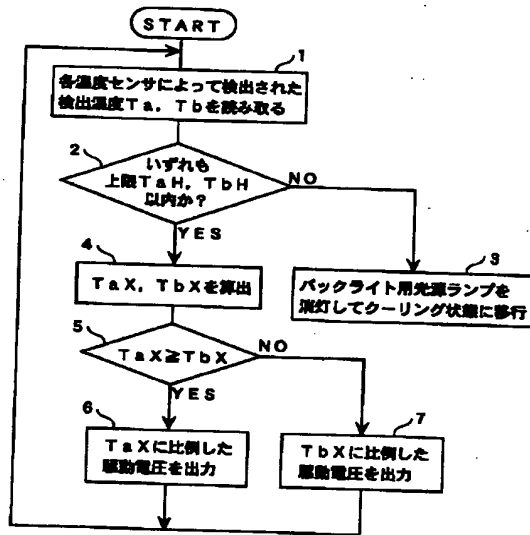 START
1
各温度センサによって検出された
検出温度Ta，Tbを読み取る
2
いずれも
上限TaH，TbH
以内か？
NO
YES
3
バックライト用光源ランプを
消灯してクーリング状態に移行
4
TaX，TbXを算出
5
TaX≧TbX
NO
YES
6
TaXに比例した
駆動電圧を出力
7
TbXに比例した
駆動電圧を出力